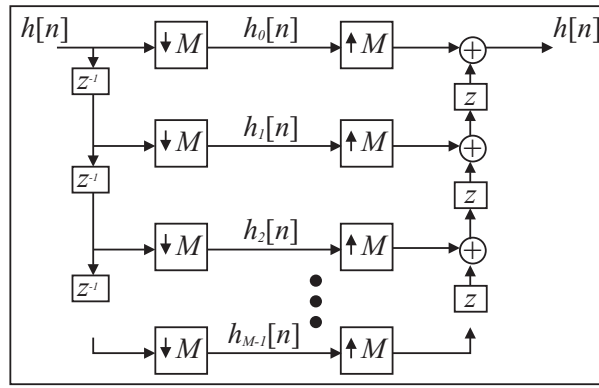 h[n] ↓M h₀[n] ↑M + h[n]
z⁻¹ z
↓M h₁[n] ↑M +
z⁻¹ z
↓M h₂[n] ↑M +
z⁻¹ z
↓M h_{M-1}[n] ↑M